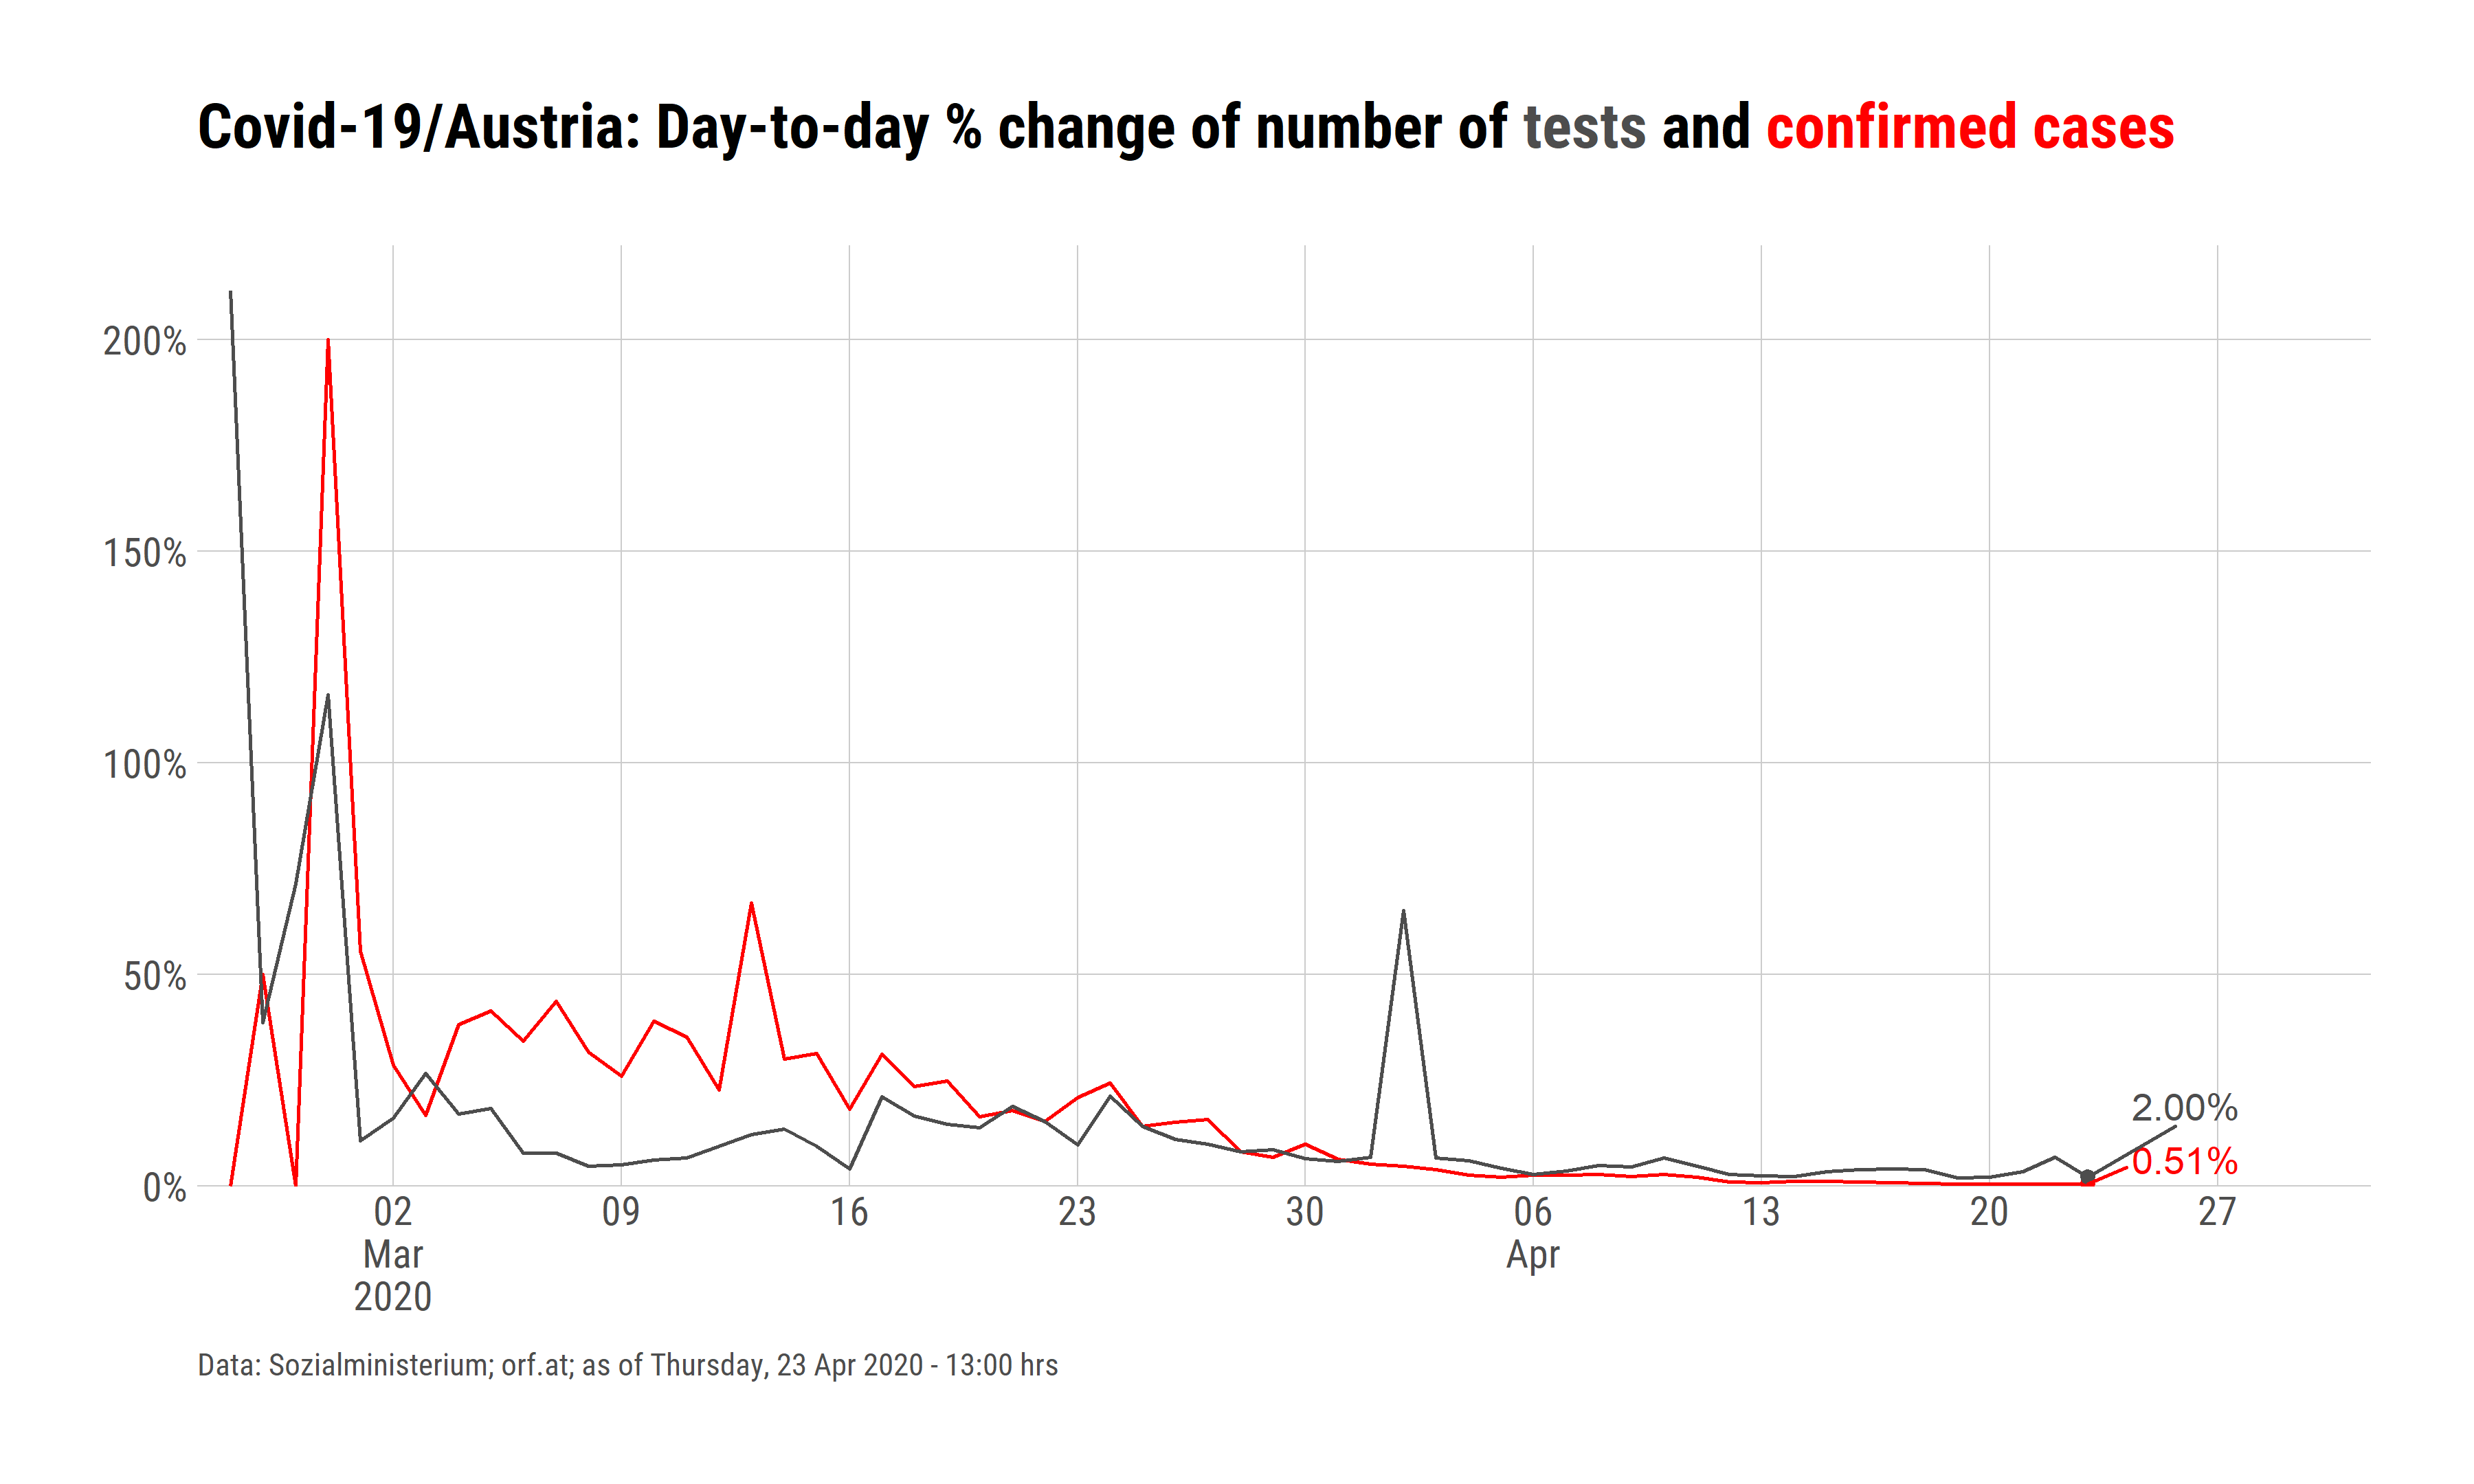 Covid-19/Austria: Day-to-day % change of number of tests and confirmed cases
200%
150%
100%
50%
0%
2.00%
0.51%
02 09 16 23 30 06 13 20 27
Mar Apr
2020
Data: Sozialministerium; orf.at; as of Thursday, 23 Apr 2020 - 13:00 hrs